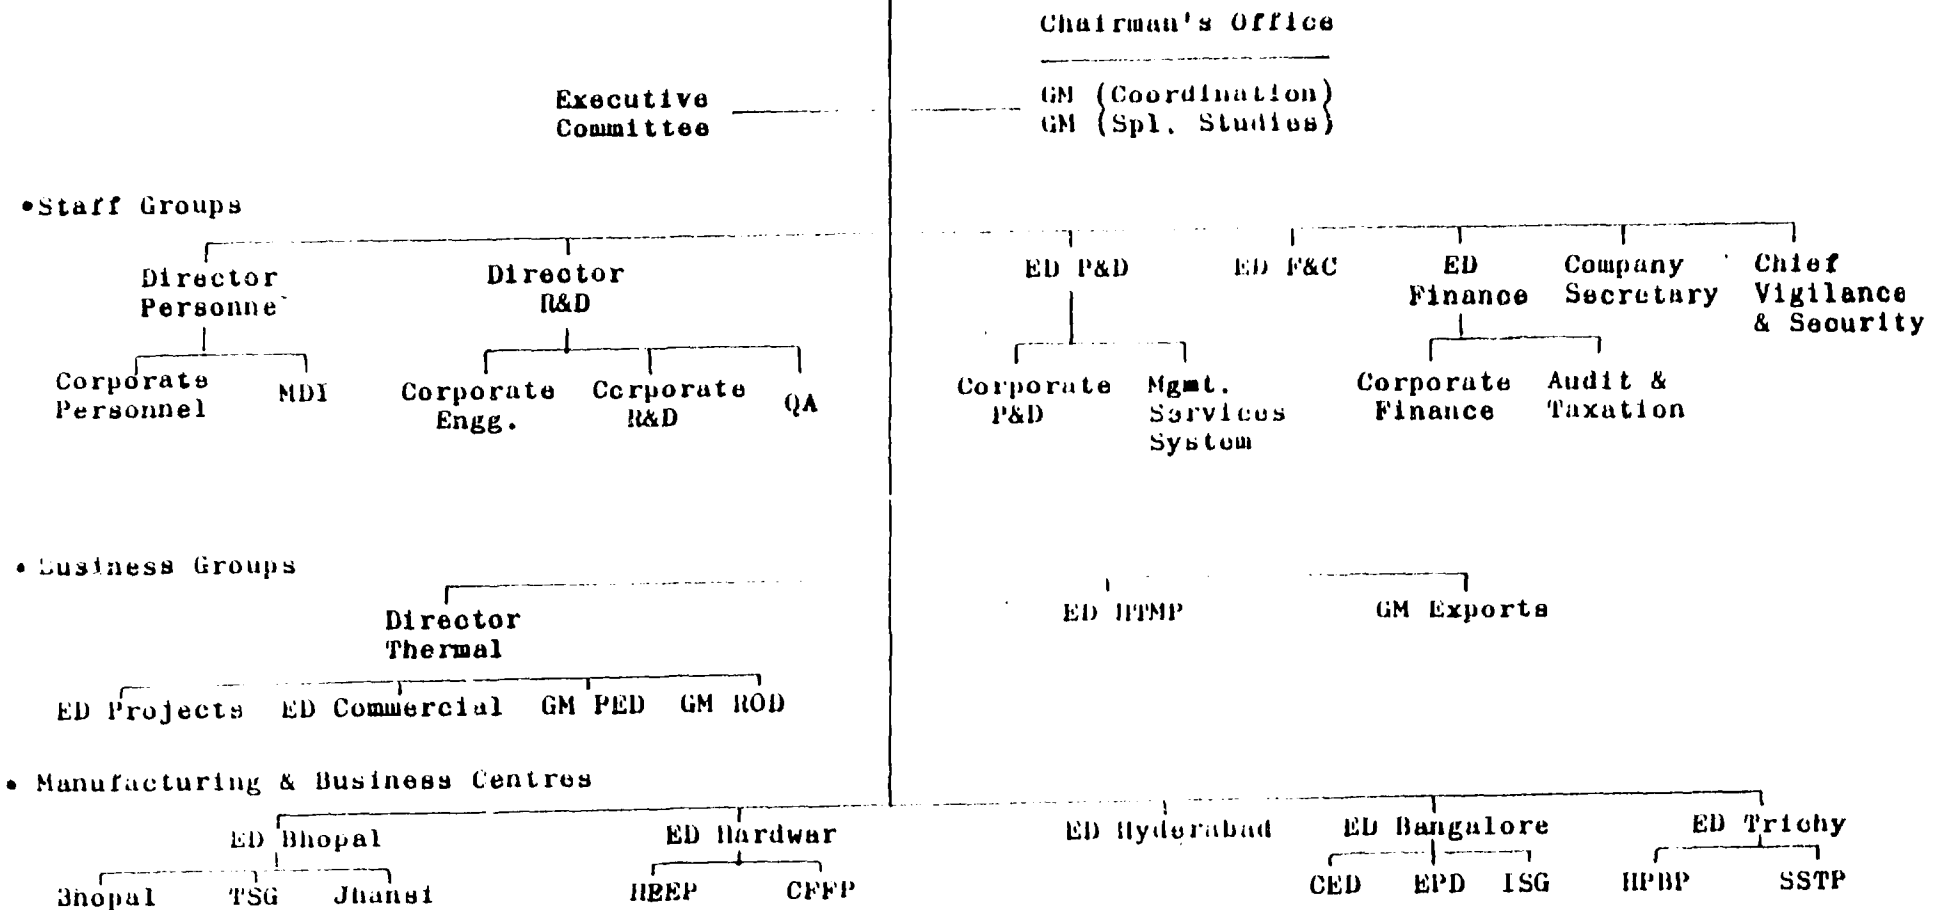 Chairman's Office
Executive
Committee
GM (Coordination)
GM (Spl. Studies)
•Staff Groups
Director
Personne
Director
R&D
ED P&D
ED F&C
ED
Finance
Company
Secretary
Chief
Vigilance
& Security
Corporate
Personnel
MDI
Corporate
Engg.
Corporate
R&D
QA
Corporate
P&D
Mgmt.
Services
System
Corporate
Finance
Audit &
Taxation
• Business Groups
Director
Thermal
ED HTMP
GM Exports
ED Projects
ED Commercial
GM PED
GM ROD
• Manufacturing & Business Centres
ED Bhopal
ED Hardwar
ED Hyderabad
ED Bangalore
ED Trichy
Bhopal
TSG
Jhansi
HEEP
CFFP
CED
EPD
ISG
HPBP
SSTP